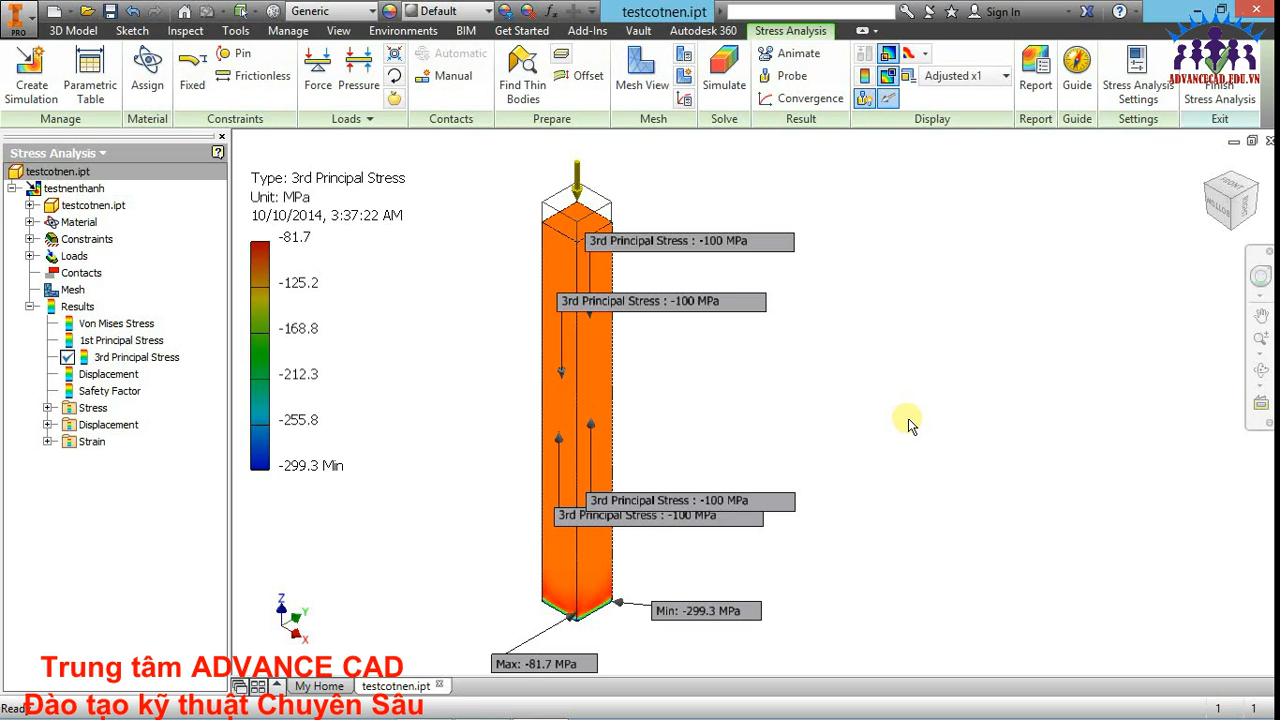 Generic
Default
testcotnen.ipt
Sign In
PRO
3D Model
Sketch
Inspect
Tools
Manage
View
Environments
BIM
Get Started
Add-Ins
Vault
Autodesk 360
Stress Analysis
Create
Simulation
Parametric
Table
Assign
Fixed
Pin
Frictionless
Force
Pressure
Automatic
Manual
Find Thin
Bodies
Offset
Mesh View
Simulate
Animate
Probe
Convergence
Adjusted x1
Report
Guide
Stress Analysis
Settings
Finish
Stress Analysis
ADVANCECAD.EDU.VN
Manage
Material
Constraints
Loads
Contacts
Prepare
Mesh
Solve
Result
Display
Report
Guide
Settings
Exit
Stress Analysis
testcotnen.ipt
testnenthanh
testcotnen.ipt
Material
Constraints
Loads
Contacts
Mesh
Results
Von Mises Stress
1st Principal Stress
3rd Principal Stress
Displacement
Safety Factor
Stress
Displacement
Strain
Type: 3rd Principal Stress
Unit: MPa
10/10/2014, 3:37:22 AM
-81.7
-125.2
-168.8
-212.3
-255.8
-299.3 Min
3rd Principal Stress : -100 MPa
3rd Principal Stress : -100 MPa
3rd Principal Stress : -100 MPa
3rd Principal Stress : -100 MPa
Min: -299.3 MPa
Max: -81.7 MPa
FRONT
BOTTOM
Z
Y
X
Trung tâm ADVANCE CAD
Đào tạo kỹ thuật Chuyên Sâu
My Home
testcotnen.ipt
Ready
1
1